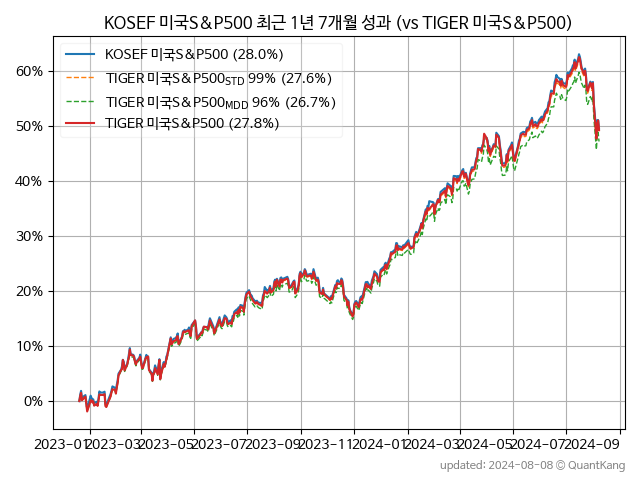 KOSEF 미국S&P500 최근 1년 7개월 성과 (vs TIGER 미국S&P500)
KOSEF 미국S&P500 (28.0%)
TIGER 미국S&P500STD 99% (27.6%)
TIGER 미국S&P500MDD 96% (26.7%)
TIGER 미국S&P500 (27.8%)
60%
50%
40%
30%
20%
10%
0%
2023-01 2023-03 2023-05 2023-07 2023-09 2023-11 2024-01 2024-03 2024-05 2024-07 2024-09
updated: 2024-08-08 @ QuantKang